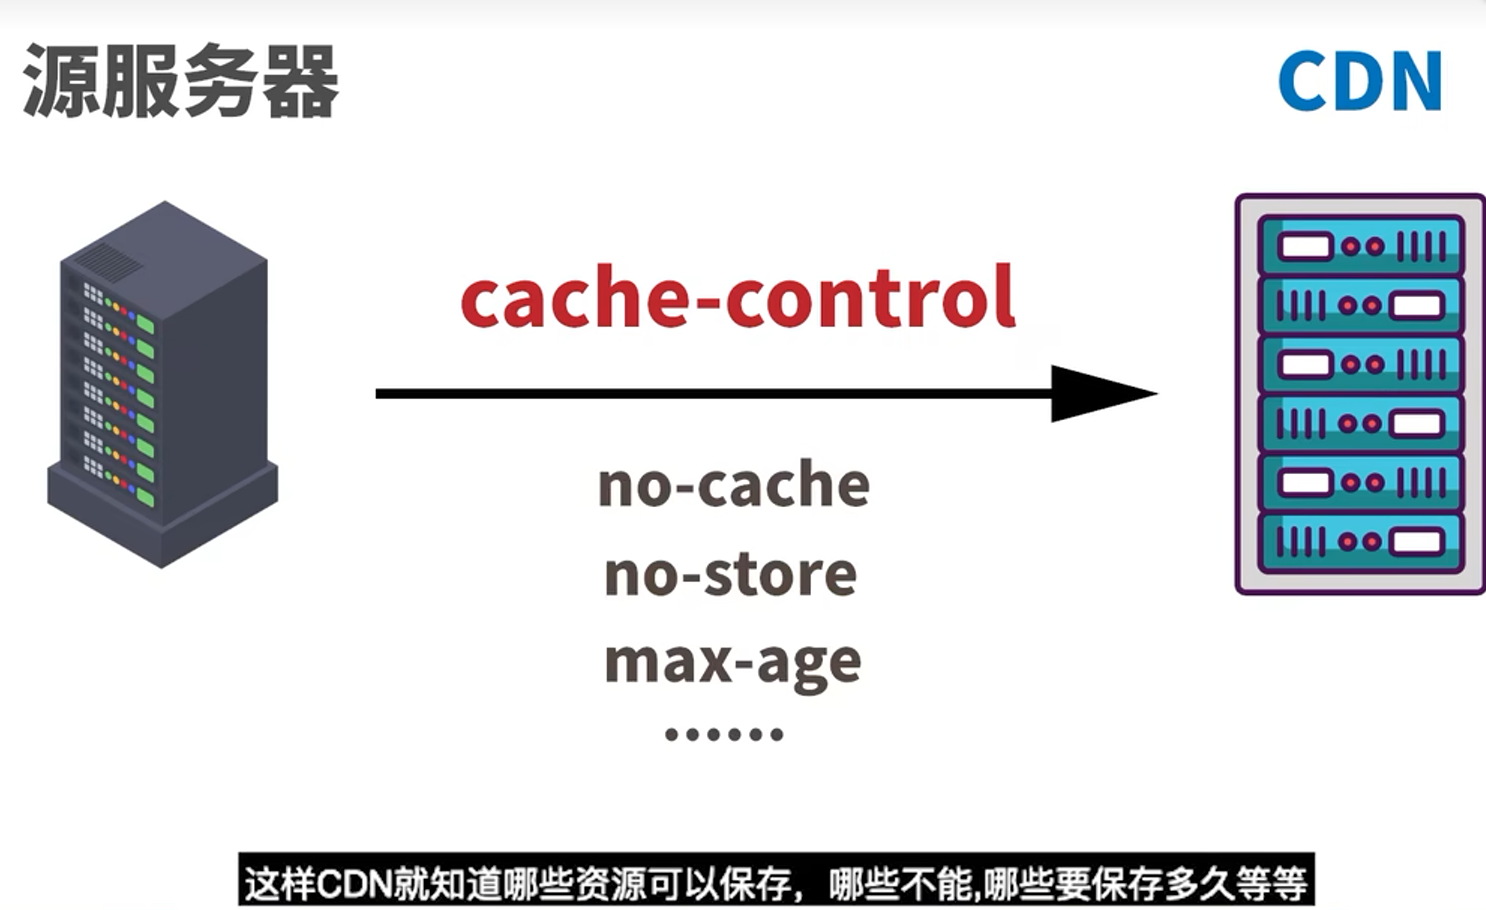 源服务器
CDN
cache-control
no-cache
no-store
max-age
······
这样CDN就知道哪些资源可以保存，哪些不能,哪些要保存多久等等